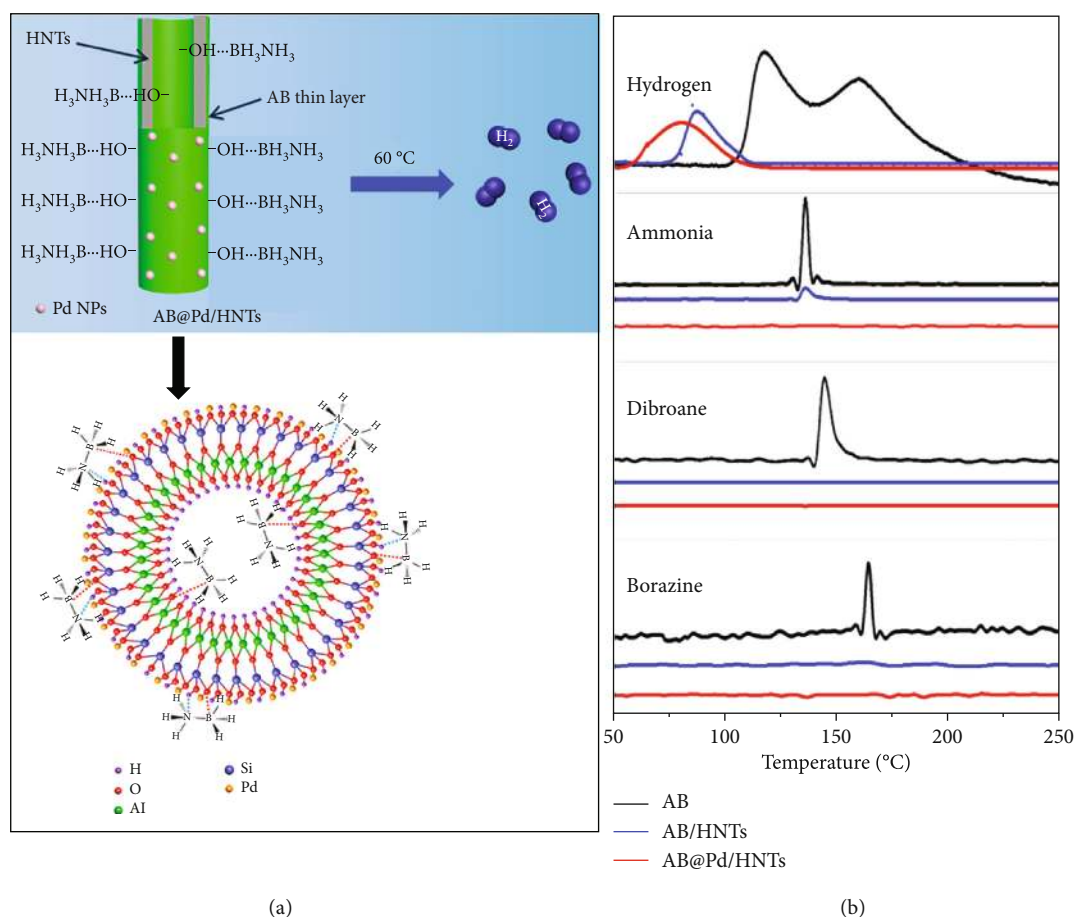 HNTs
-OH···BH3NH3
H3NH3B···HO-
AB thin layer
H3NH3B···HO- -OH···BH3NH3
60 °C
H2
H3NH3B···HO- -OH···BH3NH3
H2
H3NH3B···HO- -OH···BH3NH3
Pd NPs
AB@Pd/HNTs
H H H N B H H H
H H B H N H H H
H B H H N H H
H H N H B H H
H H N B H H H
H B H H N H H
H H N B H H H
H Si
O Pd
AI
(a)
Hydrogen
Ammonia
Dibroane
Borazine
50 100 150 200 250
Temperature (°C)
AB
AB/HNTs
AB@Pd/HNTs
(b)